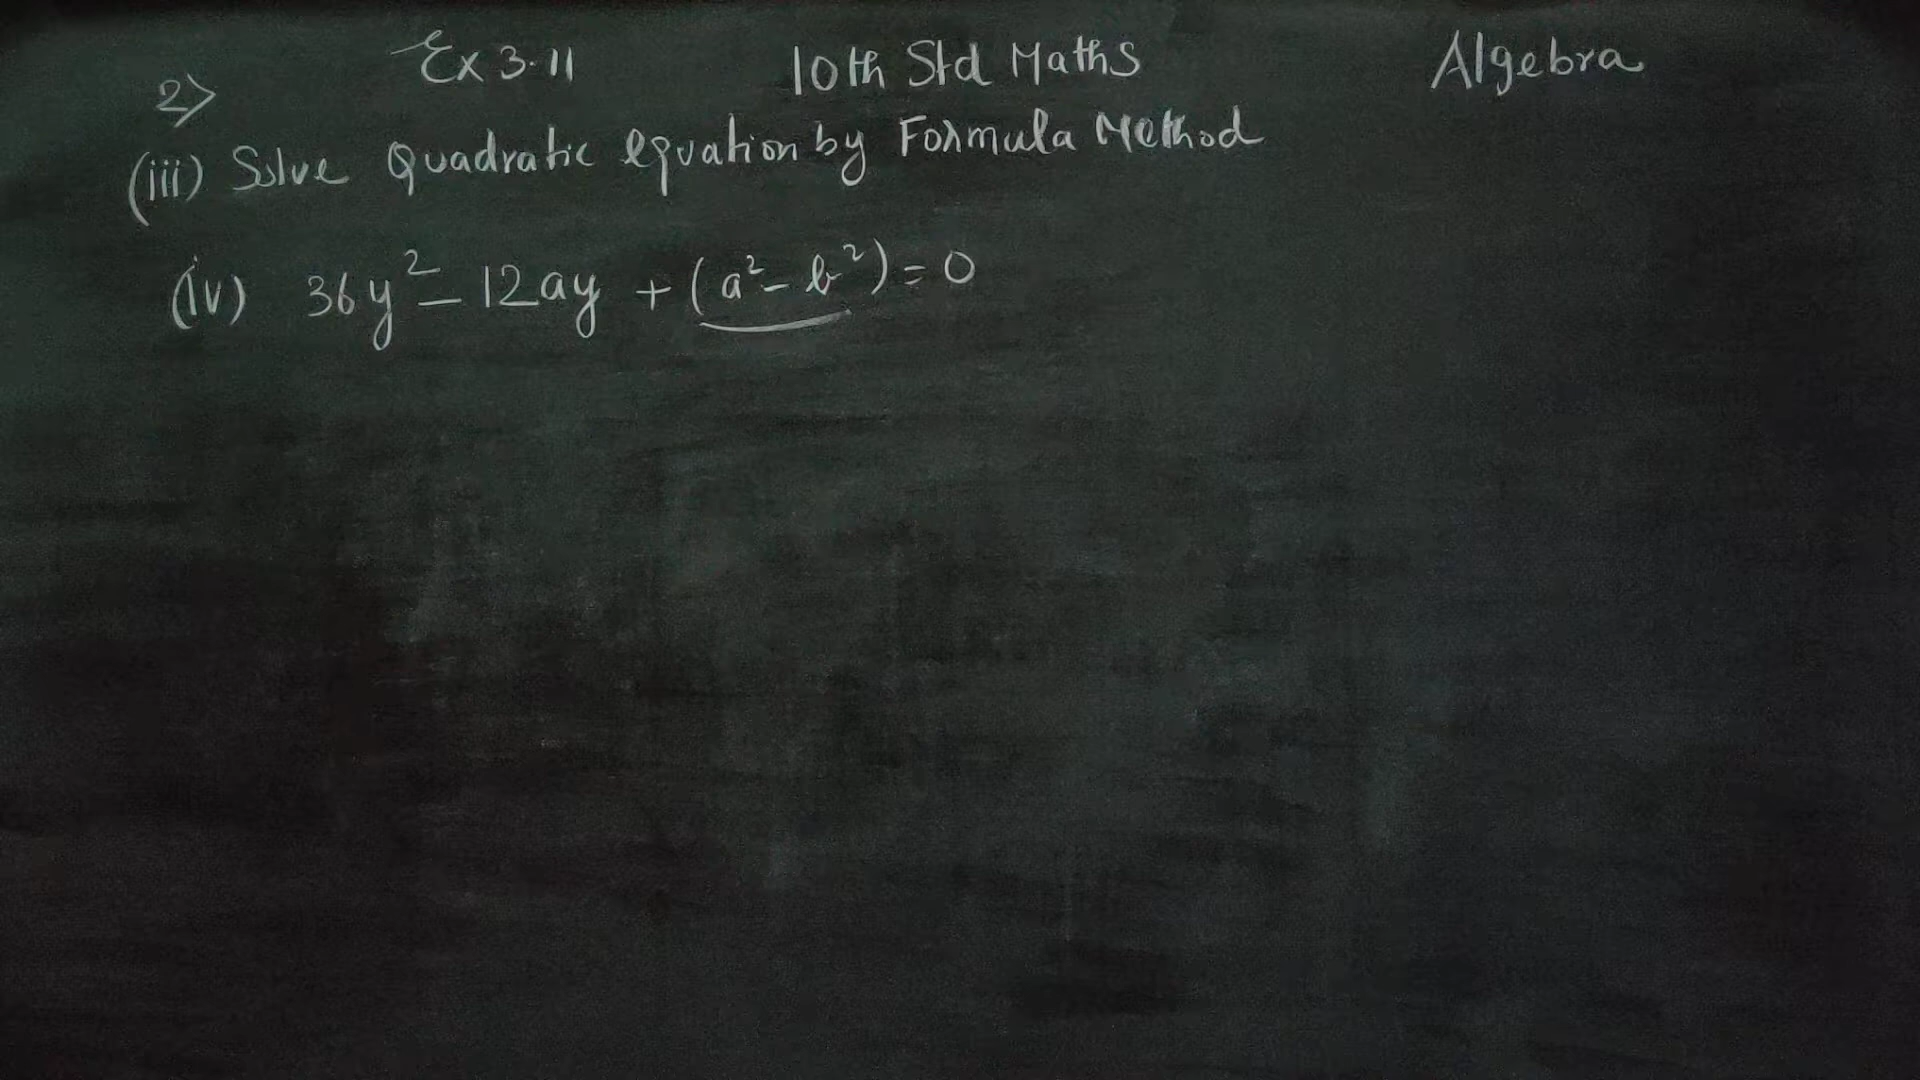 Ex 3.11 10th Std Maths Algebra
2>
(iii) Solve Quadratic equation by Formula Method
(iv) 36y² - 12ay + (a² - b²) = 0